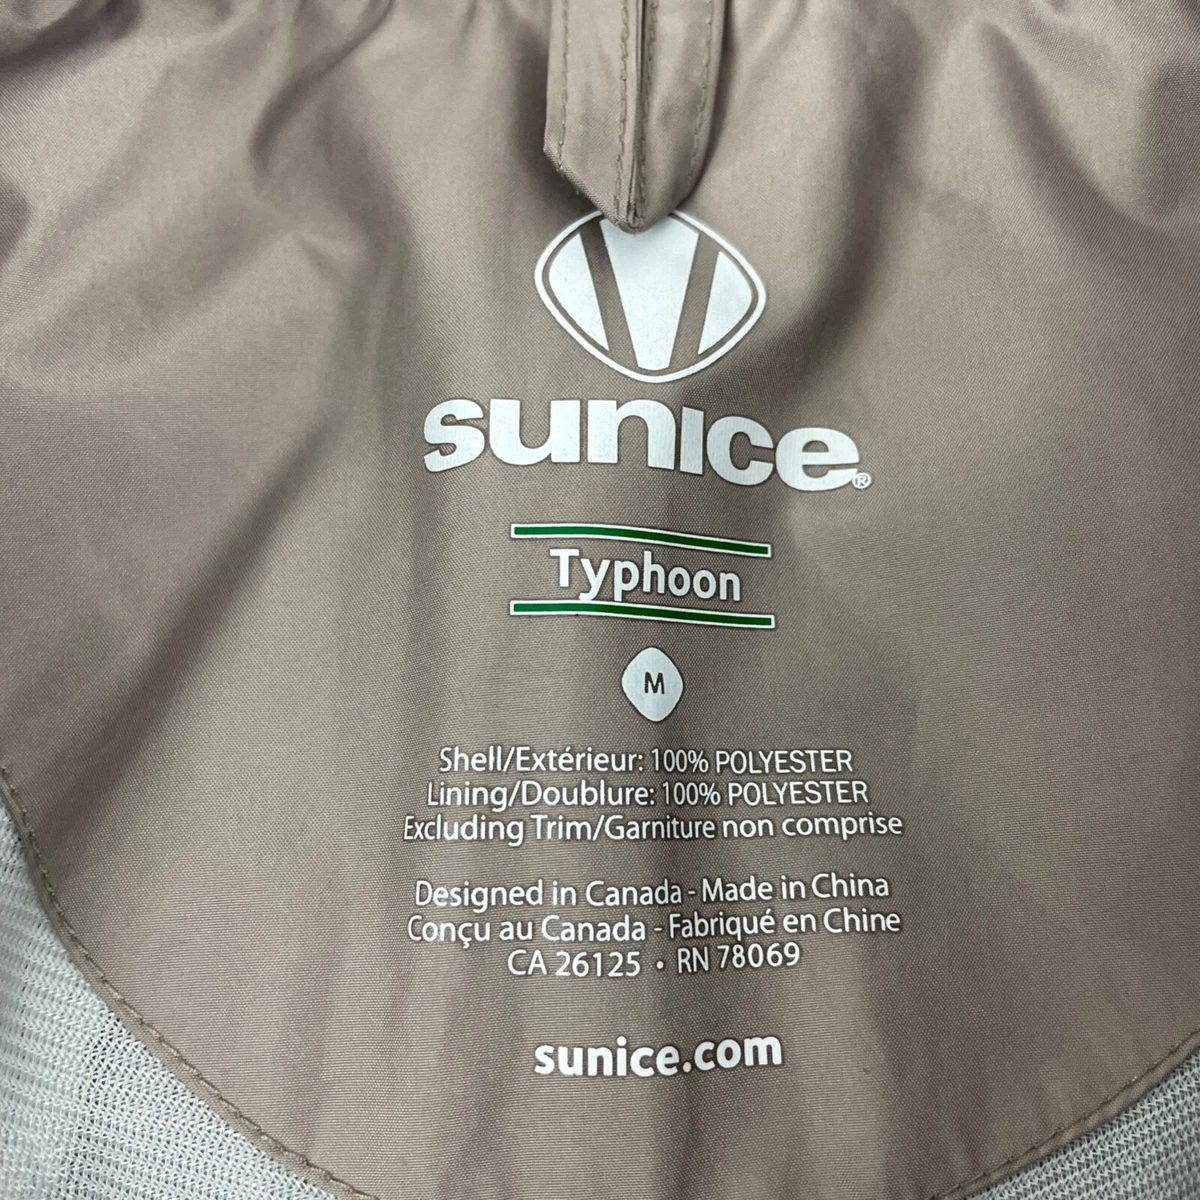 sunice®
Typhoon
M
Shell/Extérieur: 100% POLYESTER
Lining/Doublure: 100% POLYESTER
Excluding Trim/Garniture non comprise
Designed in Canada - Made in China
Conçu au Canada - Fabriqué en Chine
CA 26125 • RN 78069
sunice.com